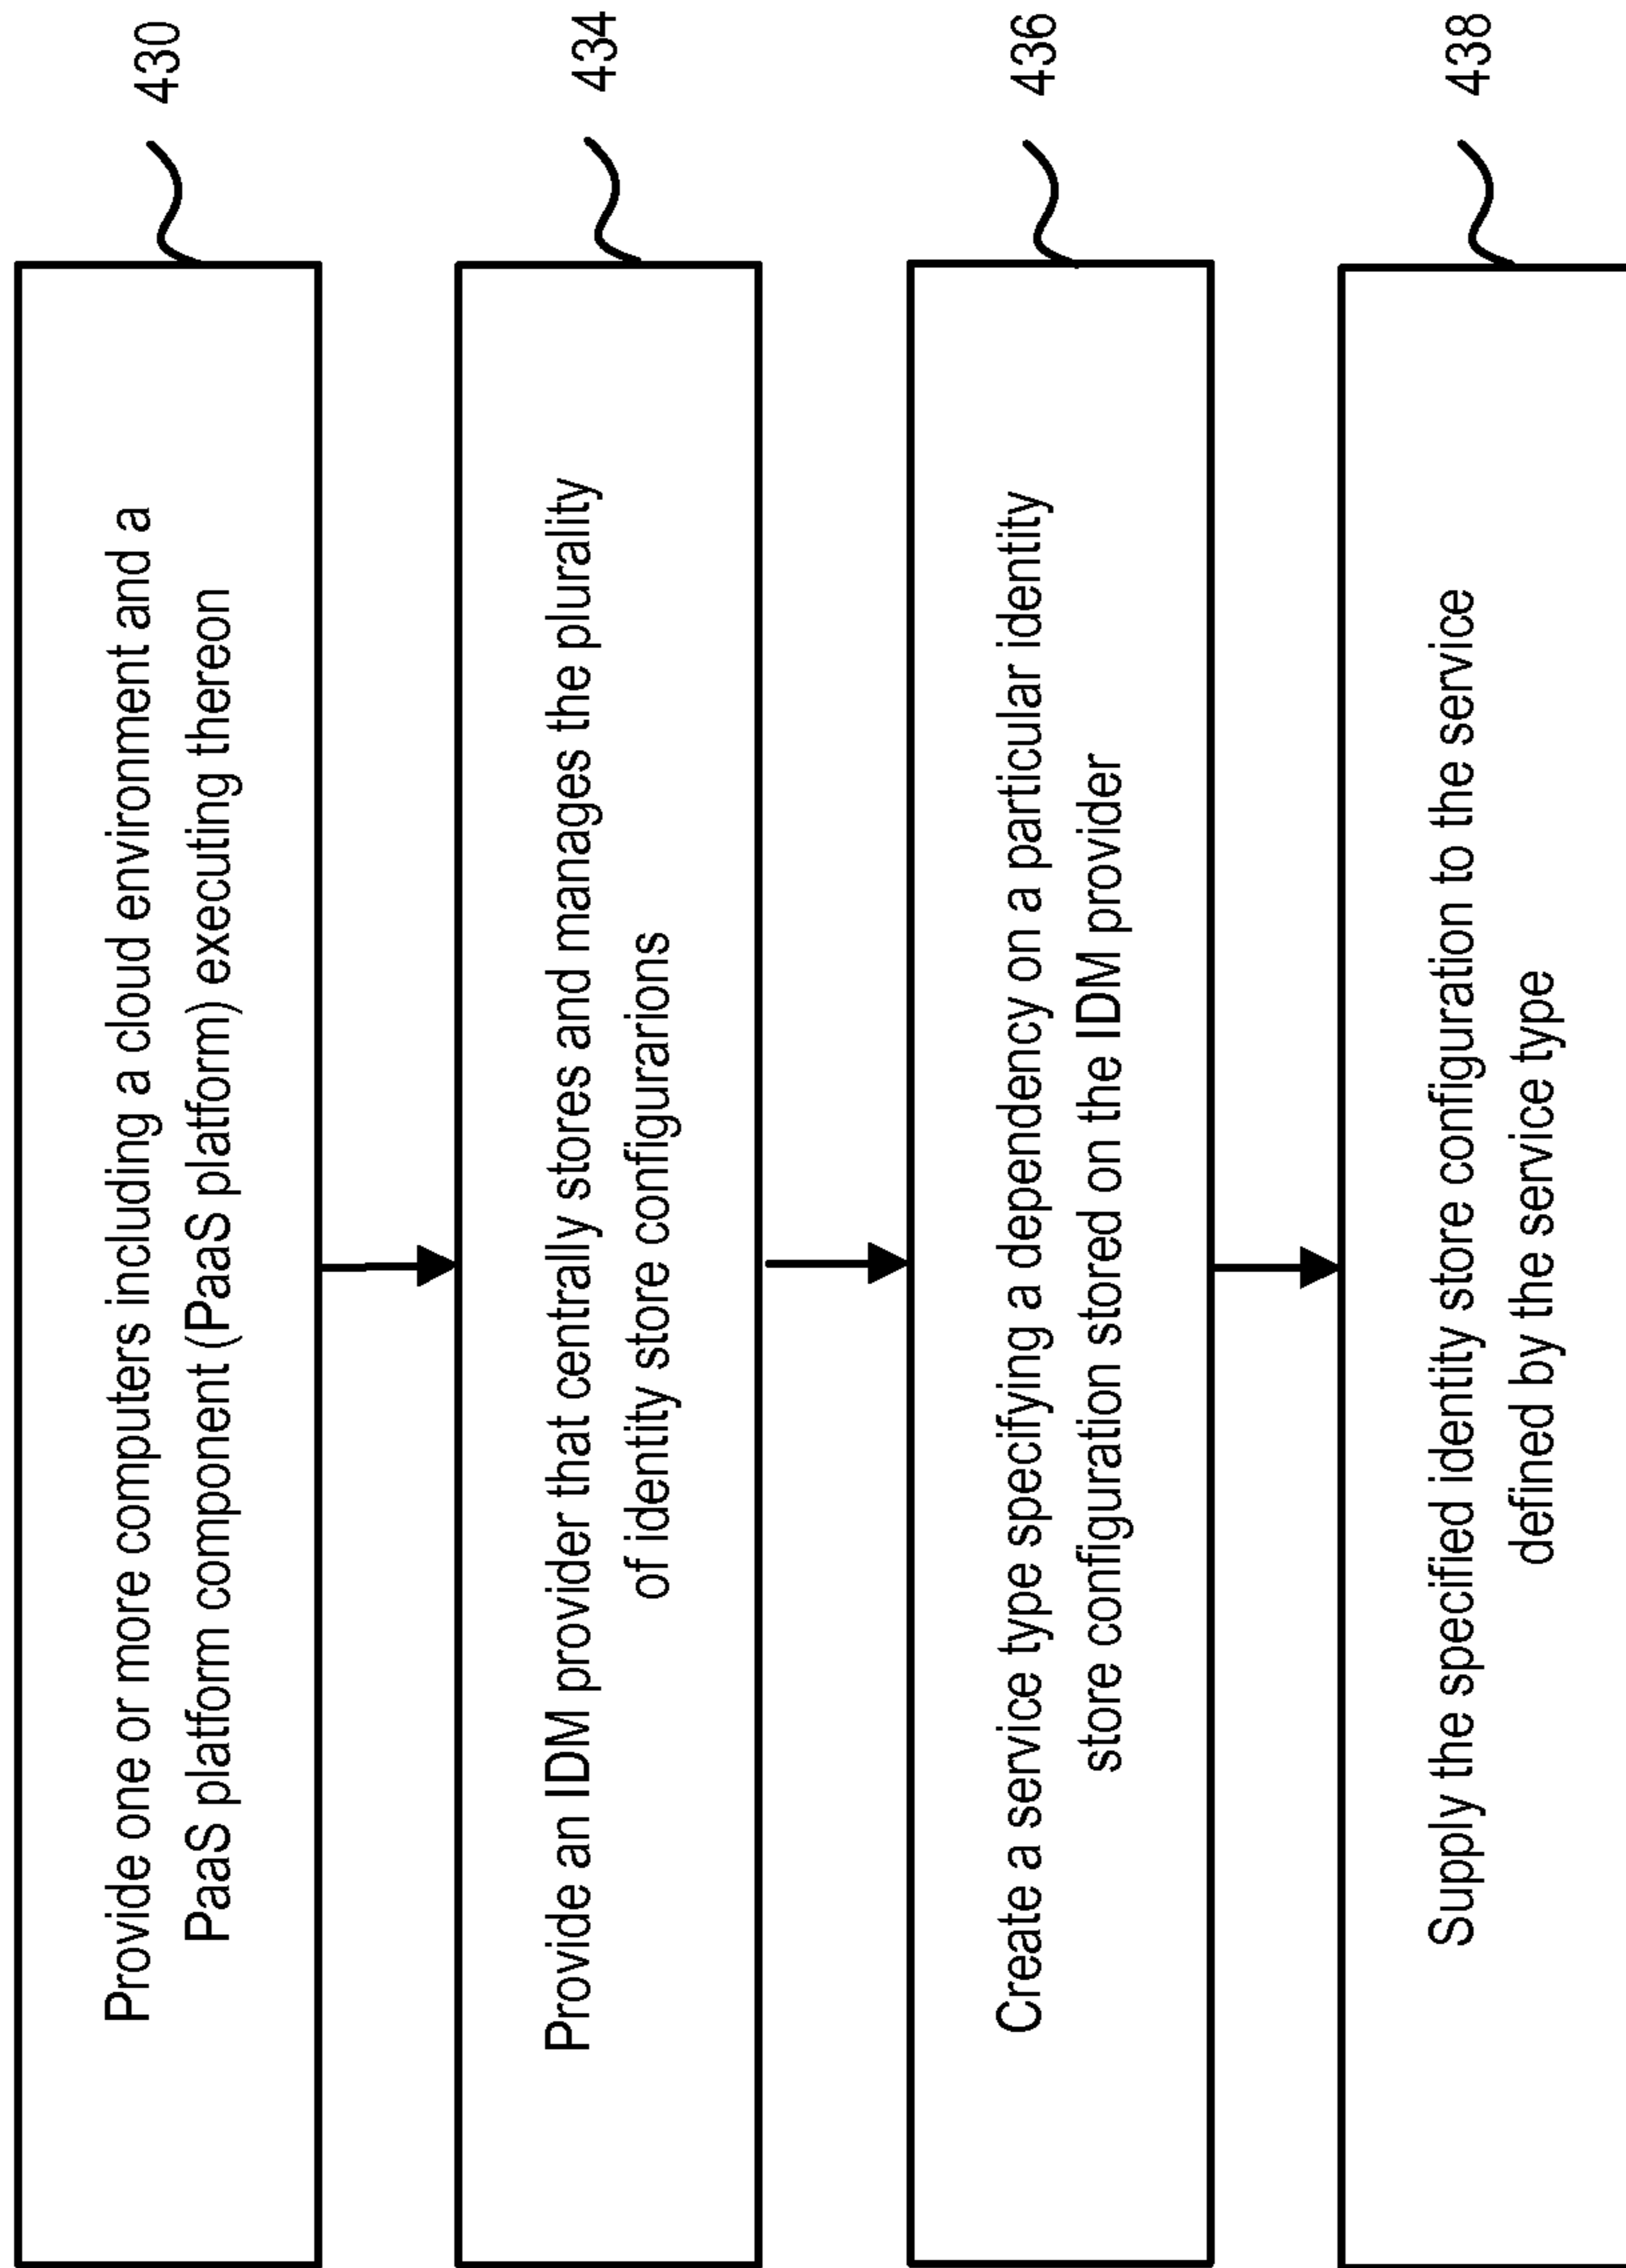 430
Provide one or more computers including a cloud environment and a
PaaS platform component (PaaS platform) executing thereon
434
Provide an IDM provider that centrally stores and manages the plurality
of identity store configurarions
436
Create a service type specifying a dependency on a particular identity
store configuration stored on the IDM provider
438
Supply the specified identity store configuration to the service
defined by the service type